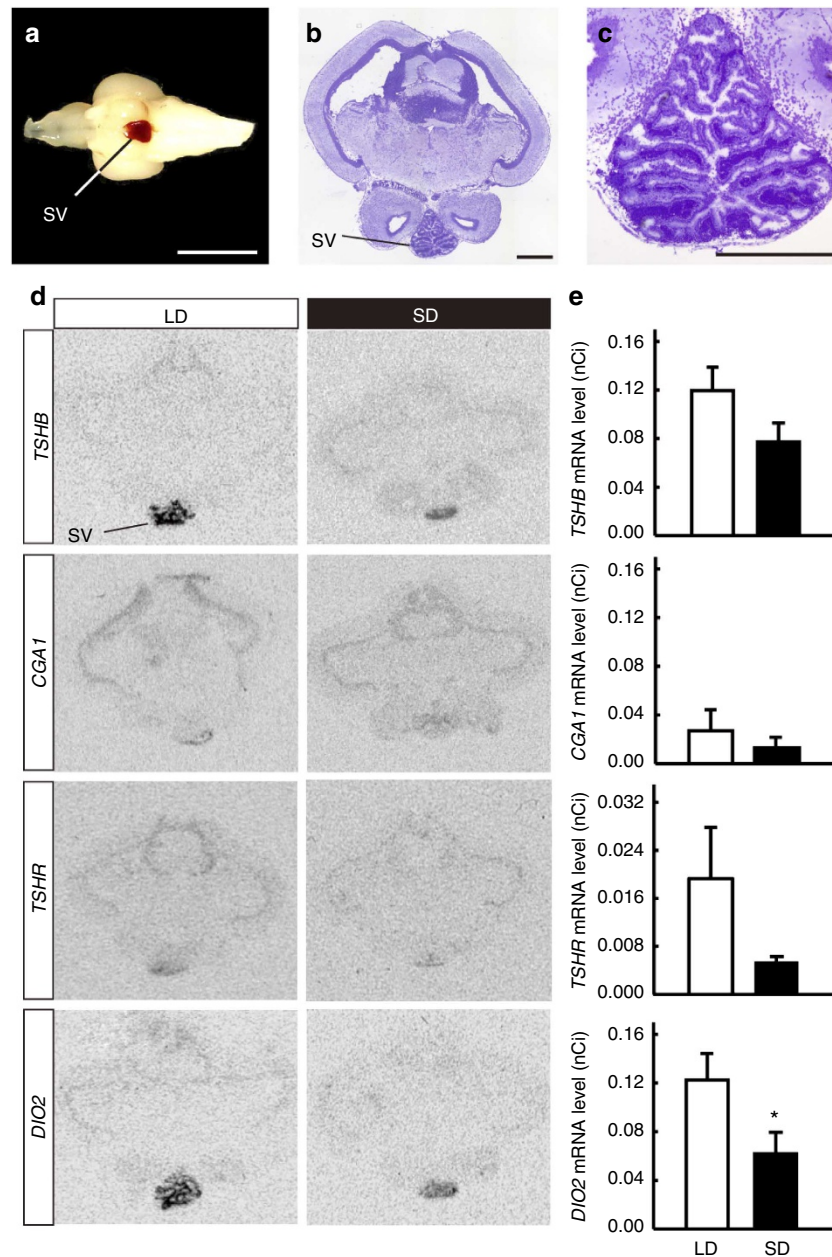 a
SV
b
SV
c
d
LD
SD
TSHB
SV
CGA1
TSHR
DIO2
e
TSHB mRNA level (nCi)
0.16
0.12
0.08
0.04
0.00
CGA1 mRNA level (nCi)
0.16
0.12
0.08
0.04
0.00
TSHR mRNA level (nCi)
0.032
0.024
0.016
0.008
0.000
DIO2 mRNA level (nCi)
0.16
0.12
0.08
0.04
0.00
*
LD
SD